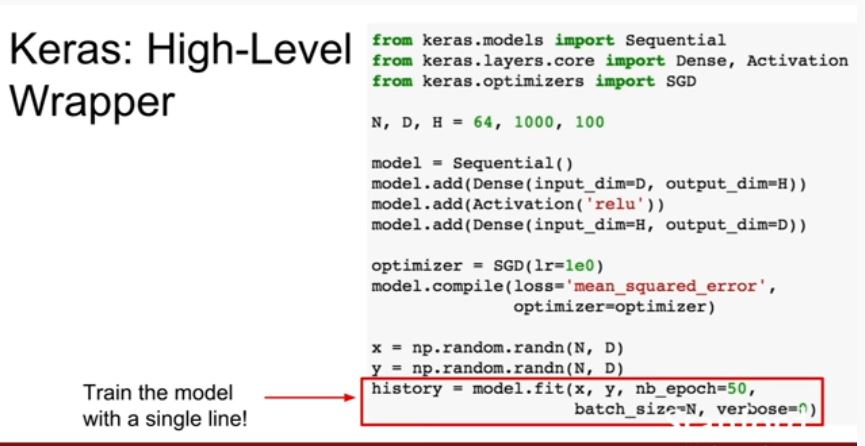 Keras: High-Level
Wrapper
from keras.models import Sequential
from keras.layers.core import Dense, Activation
from keras.optimizers import SGD
N, D, H = 64, 1000, 100
model = Sequential()
model.add(Dense(input_dim=D, output_dim=H))
model.add(Activation('relu'))
model.add(Dense(input_dim=H, output_dim=D))
optimizer = SGD(lr=1e0)
model.compile(loss='mean_squared_error',
optimizer=optimizer)
x = np.random.randn(N, D)
y = np.random.randn(N, D)
history = model.fit(x, y, nb_epoch=50,
batch_size=N, verbose=0)
Train the model
with a single line!